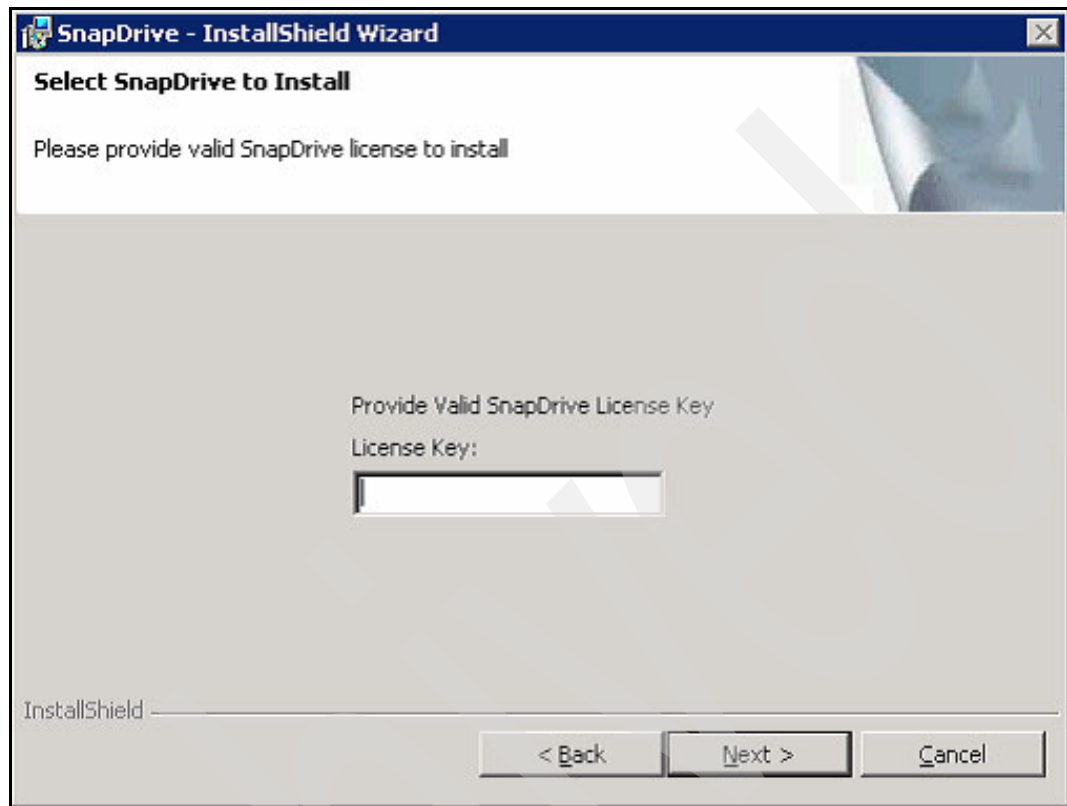 SnapDrive - InstallShield Wizard
Select SnapDrive to Install
Please provide valid SnapDrive license to install
Provide Valid SnapDrive License Key
License Key:
InstallShield
< Back Next > Cancel